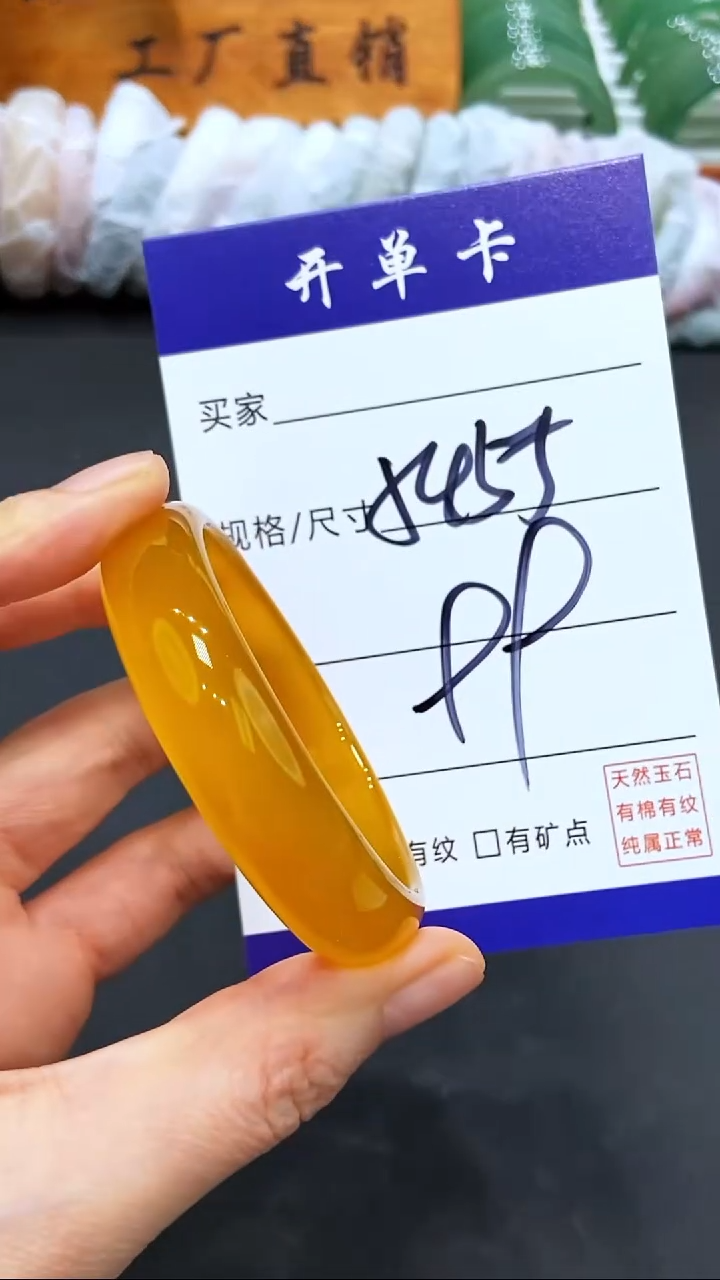 工厂直销
开单卡
买家
规格/尺寸
有纹 □有矿点
天然玉石
有棉有纹
纯属正常